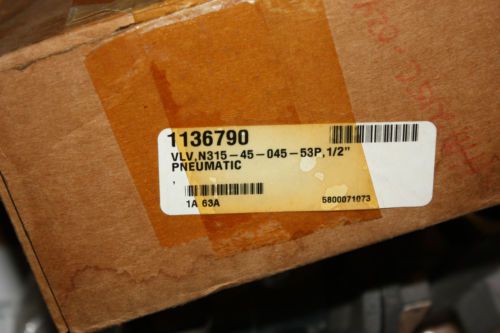 1136790
VLV,N315-45-045-53P,1/2"
PNEUMATIC
,
1A 63A
5800071073